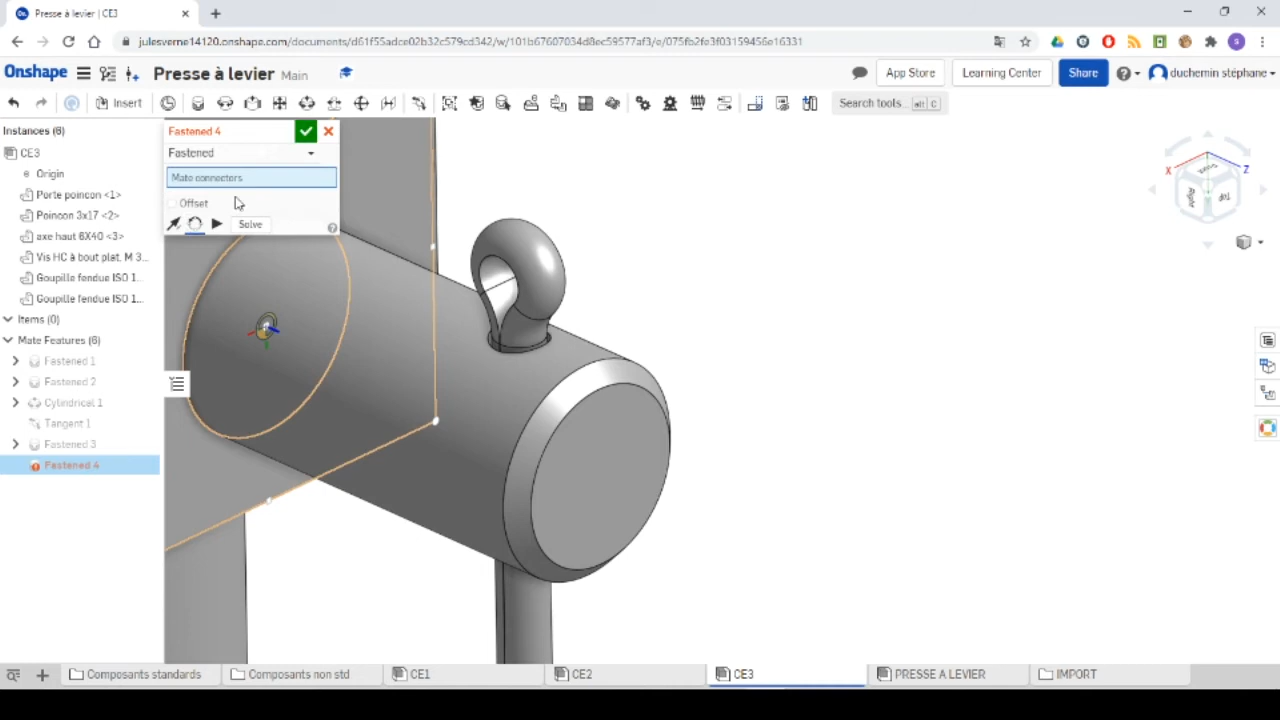 Presse à levier | CE3
julesverne14120.onshape.com/documents/d61f55adce02b32c579cd342/w/101b67607034d8ec59577af3/e/075fb2fe3f03159456e16331
Onshape
Presse à levier Main
App Store
Learning Center
Share
duchemin stéphane
Insert
Search tools... alt C
Instances (6)
CE3
Origin
Porte poincon <1>
Poincon 3x17 <2>
axe haut 6X40 <3>
Vis HC à bout plat. M 3...
Goupille fendue ISO 1...
Goupille fendue ISO 1...
Items (0)
Mate Features (6)
Fastened 1
Fastened 2
Cylindrical 1
Tangent 1
Fastened 3
Fastened 4
Fastened 4
Fastened
Mate connectors
Offset
Solve
X
Z
Right
Top
Composants standards
Composants non std
CE1
CE2
CE3
PRESSE A LEVIER
IMPORT